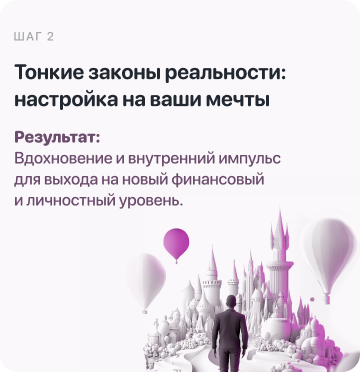 ШАГ 2
Тонкие законы реальности:
настройка на ваши мечты
Результат:
Вдохновение и внутренний импульс
для выхода на новый финансовый
и личностный уровень.